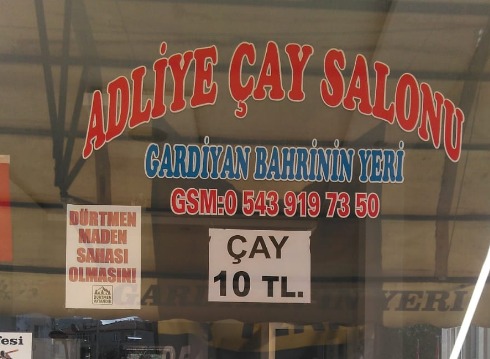 ADLİYE ÇAY SALONU
GARDİYAN BAHRİNİN YERİ
GSM:0 543 919 73 50
DÜRTMEN
MADEN
SAHASI
OLMASIN!
ÇAY
10 TL.